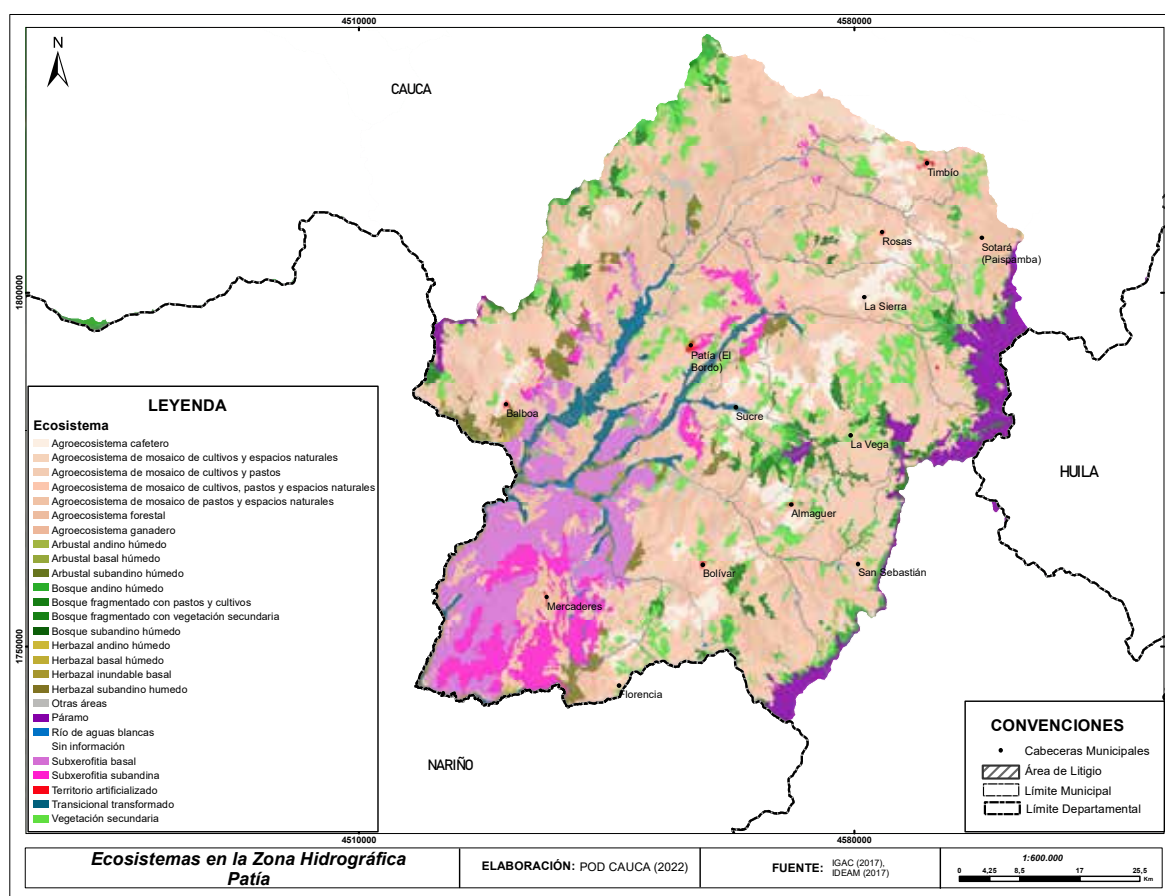 4510000
4580000
N
CAUCA
Timbío
Rosas
Sotará
(Paispamba)
1800000
La Sierra
Patía (El
Bordo)
Balboa
Sucre
La Vega
HUILA
Almaguer
Bolívar
San Sebastián
Mercaderes
1750000
Florencia
NARIÑO
LEYENDA
Ecosistema
Agroecosistema cafetero
Agroecosistema de mosaico de cultivos y espacios naturales
Agroecosistema de mosaico de cultivos y pastos
Agroecosistema de mosaico de cultivos, pastos y espacios naturales
Agroecosistema de mosaico de pastos y espacios naturales
Agroecosistema forestal
Agroecosistema ganadero
Arbustal andino húmedo
Arbustal basal húmedo
Arbustal subandino húmedo
Bosque andino húmedo
Bosque fragmentado con pastos y cultivos
Bosque fragmentado con vegetación secundaria
Bosque subandino húmedo
Herbazal andino húmedo
Herbazal basal húmedo
Herbazal inundable basal
Herbazal subandino humedo
Otras áreas
Páramo
Río de aguas blancas
Sin información
Subxerofitia basal
Subxerofitia subandina
Territorio artificializado
Transicional transformado
Vegetación secundaria
CONVENCIONES
Cabeceras Municipales
Área de Litigio
Límite Municipal
Límite Departamental
4510000
4580000
Ecosistemas en la Zona Hidrográfica
Patía
ELABORACIÓN: POD CAUCA (2022)
FUENTE: IGAC (2017),
IDEAM (2017)
1:600.000
0 4,25 8,5 17 25,5
Km